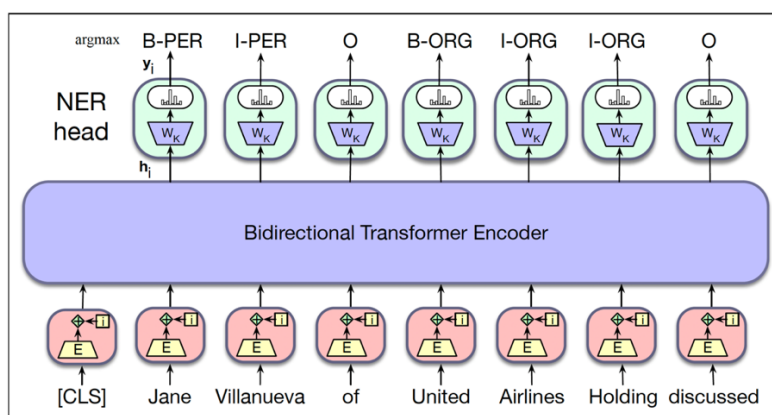 argmax B-PER I-PER O B-ORG I-ORG I-ORG O
yi
NER head
WK WK WK WK WK WK WK
hi
Bidirectional Transformer Encoder
i i i i i i i i
E E E E E E E E
[CLS] Jane Villanueva of United Airlines Holding discussed